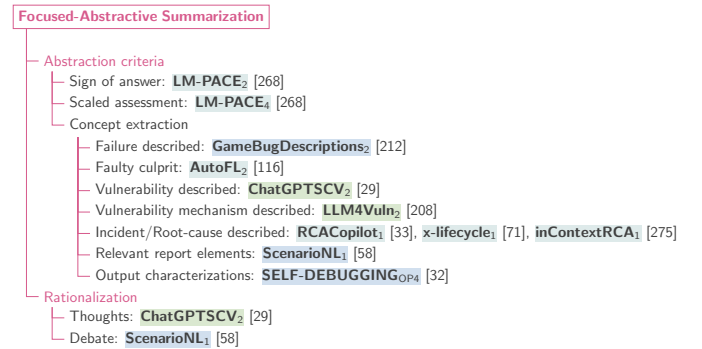 Focused-Abstractive Summarization
Abstraction criteria
Sign of answer: LM-PACE₂ [268]
Scaled assessment: LM-PACE₄ [268]
Concept extraction
Failure described: GameBugDescriptions₂ [212]
Faulty culprit: AutoFL₂ [116]
Vulnerability described: ChatGPTSCV₂ [29]
Vulnerability mechanism described: LLM4Vuln₂ [208]
Incident/Root-cause described: RCACopilot₁ [33], x-lifecycle₁ [71], inContextRCA₁ [275]
Relevant report elements: ScenarioNL₁ [58]
Output characterizations: SELF-DEBUGGING_OP4 [32]
Rationalization
Thoughts: ChatGPTSCV₂ [29]
Debate: ScenarioNL₁ [58]